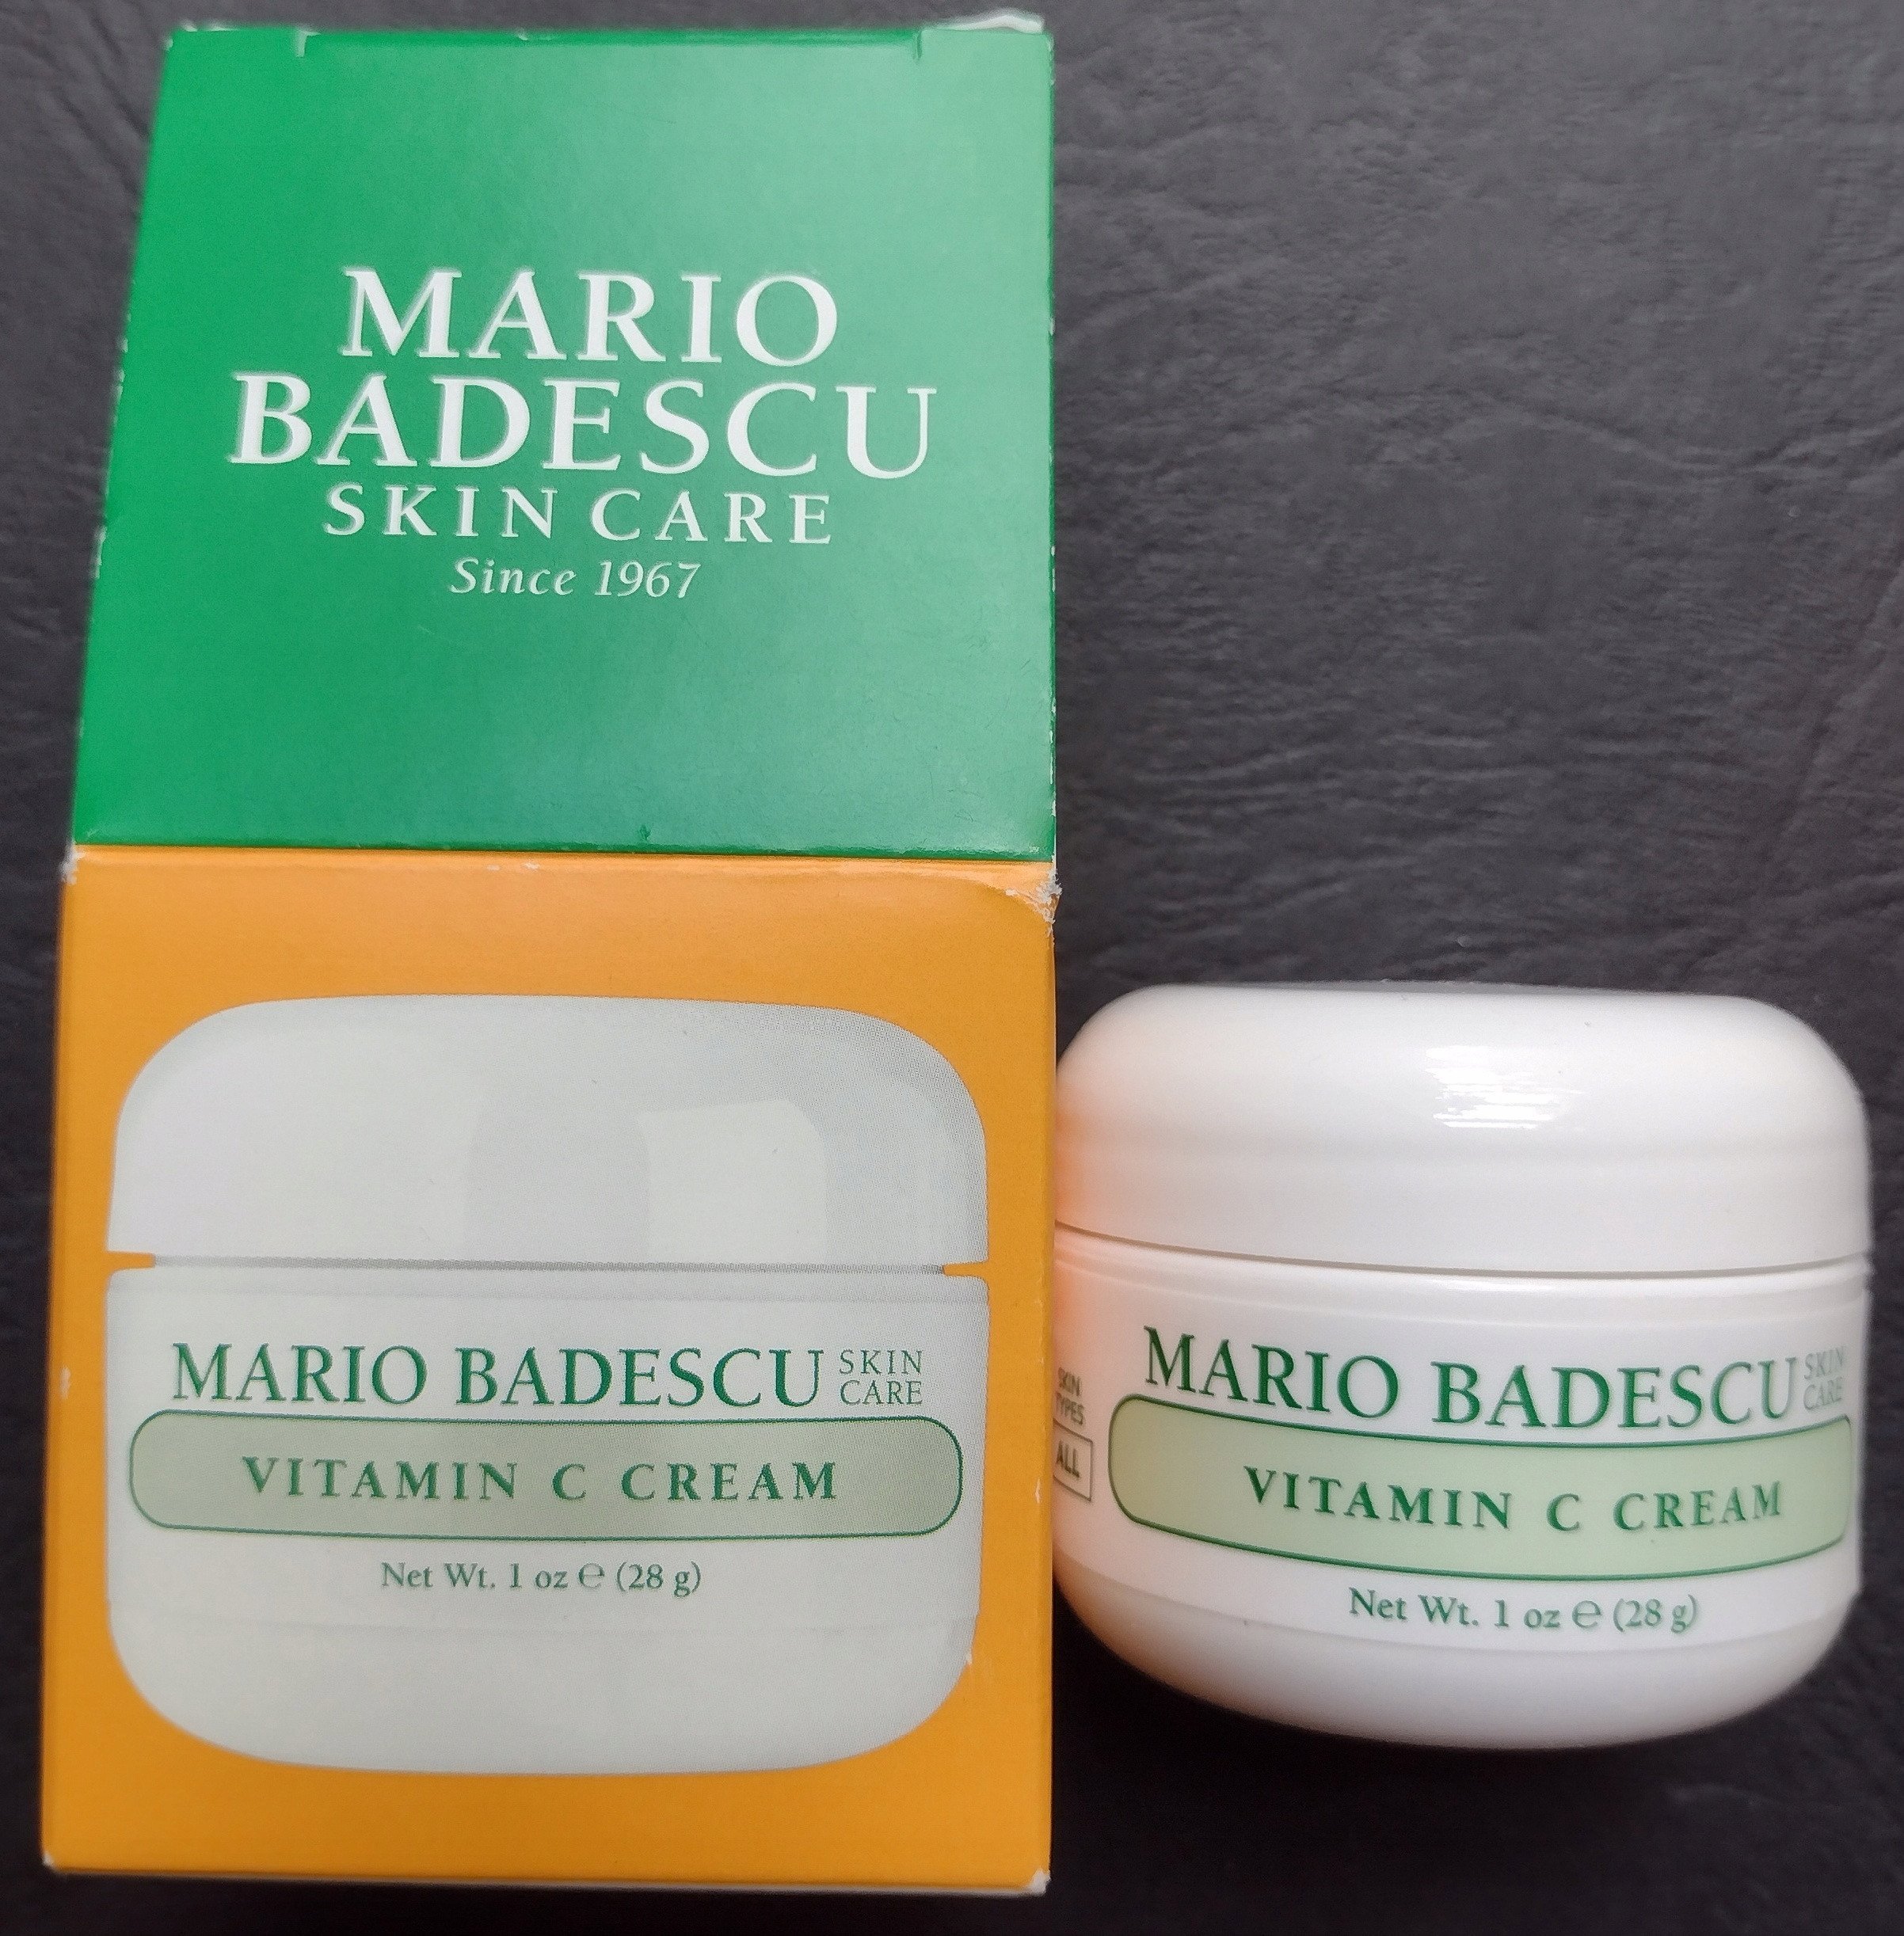 MARIO
BADESCU
SKIN CARE
Since 1967
MARIO BADESCU SKIN CARE
VITAMIN C CREAM
Net Wt. 1 oz ℮ (28 g)
SKIN
TYPES
ALL
MARIO BADESCU SKIN CARE
VITAMIN C CREAM
Net Wt. 1 oz ℮ (28 g)